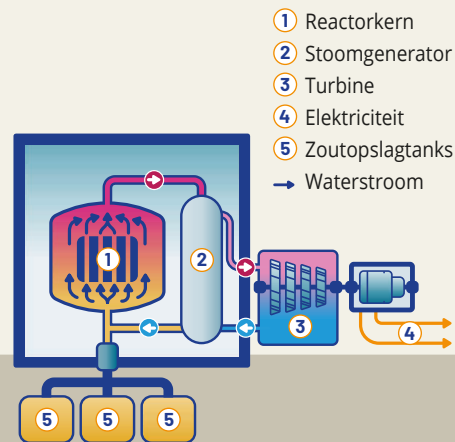 1 Reactorkern
2 Stoomgenerator
3 Turbine
4 Elektriciteit
5 Zoutopslagtanks
→ Waterstroom
1
2
3
4
5 5 5